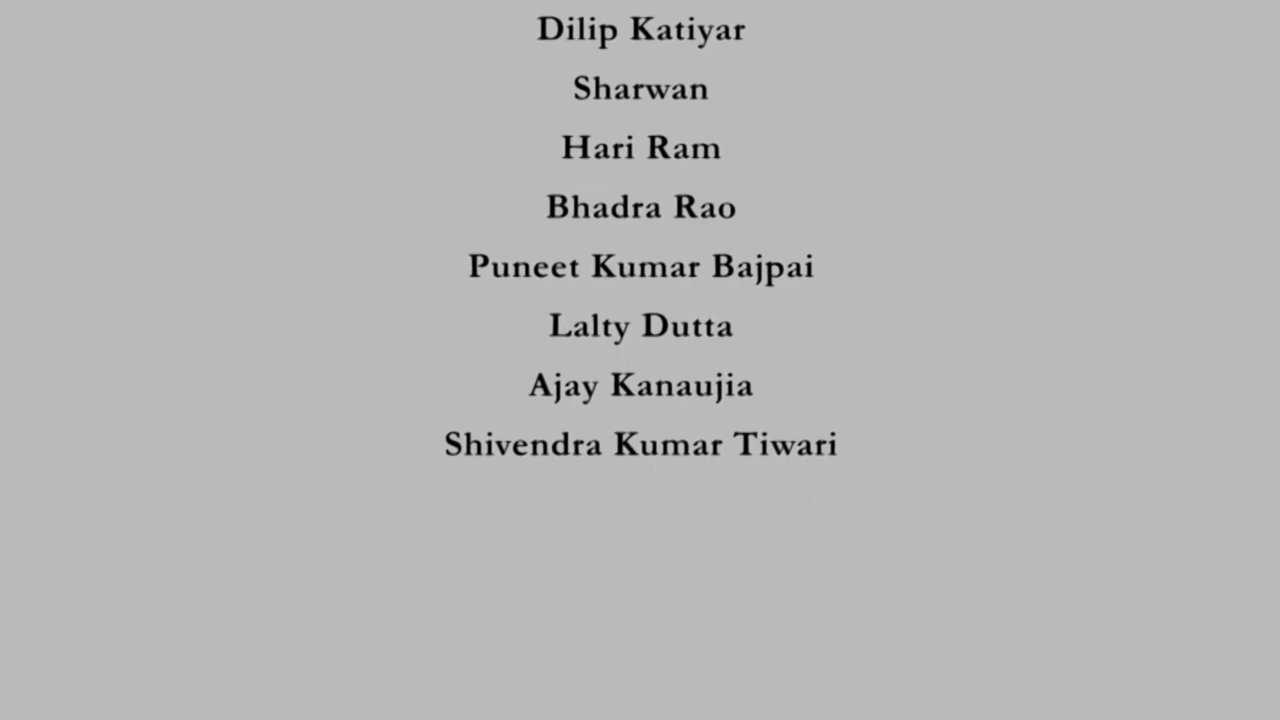 Dilip Katiyar
Sharwan
Hari Ram
Bhadra Rao
Puneet Kumar Bajpai
Lalty Dutta
Ajay Kanaujia
Shivendra Kumar Tiwari